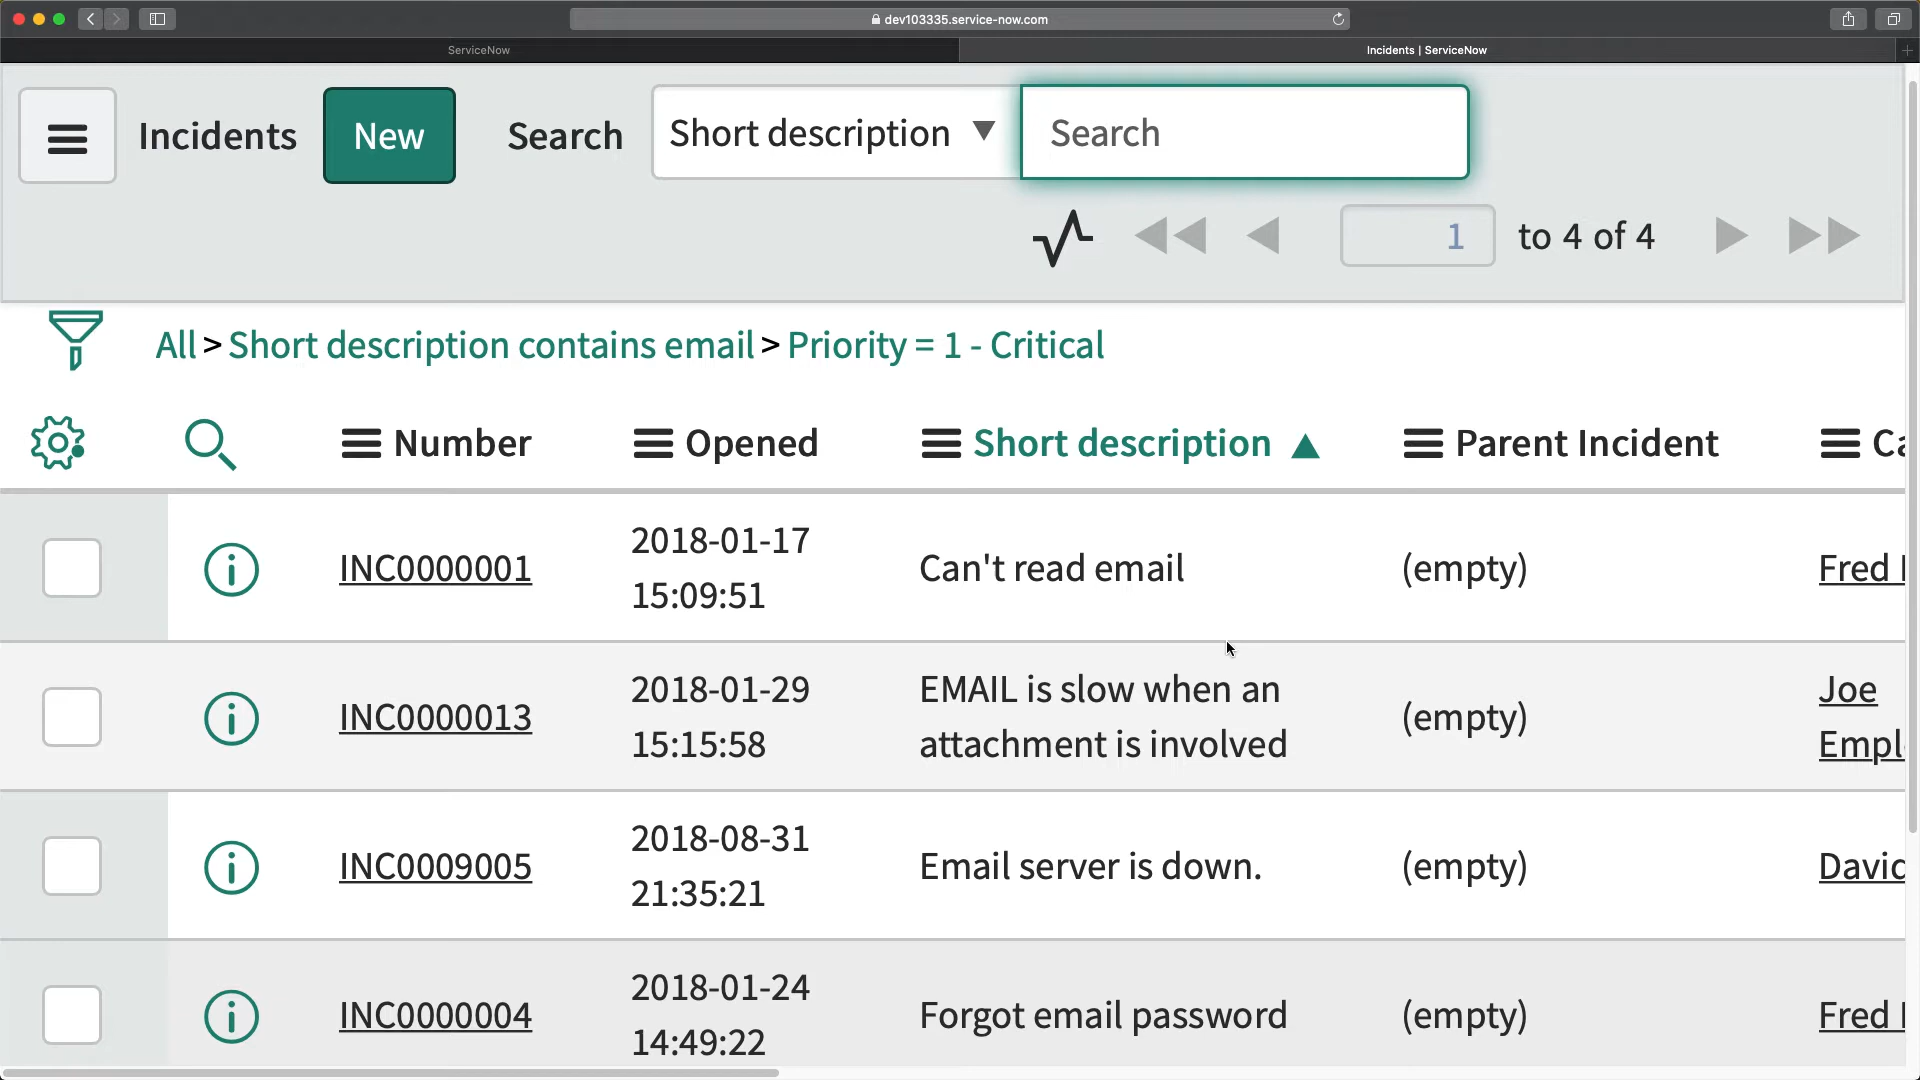 dev103335.service-now.com
ServiceNow
Incidents | ServiceNow
Incidents New Search Short description Search
1 to 4 of 4
All > Short description contains email > Priority = 1 - Critical
Number Opened Short description Parent Incident
INC0000001 2018-01-17 15:09:51 Can't read email (empty) Fred
INC0000013 2018-01-29 15:15:58 EMAIL is slow when an attachment is involved (empty) Joe
INC0009005 2018-08-31 21:35:21 Email server is down. (empty)
INC0000004 2018-01-24 14:49:22 Forgot email password (empty) Fred